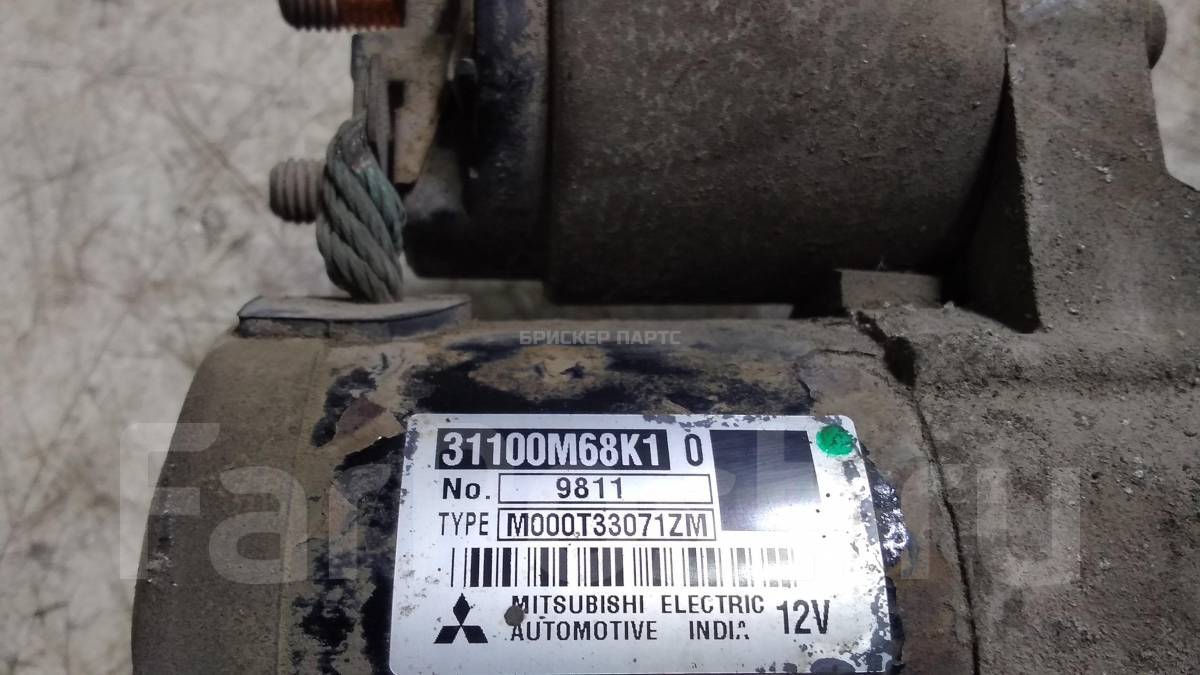 БРИСКЕР ПАРТС
31100M68K1 0
No. 9811
TYPE M000T33071ZM
MITSUBISHI ELECTRIC
AUTOMOTIVE INDIA 12V